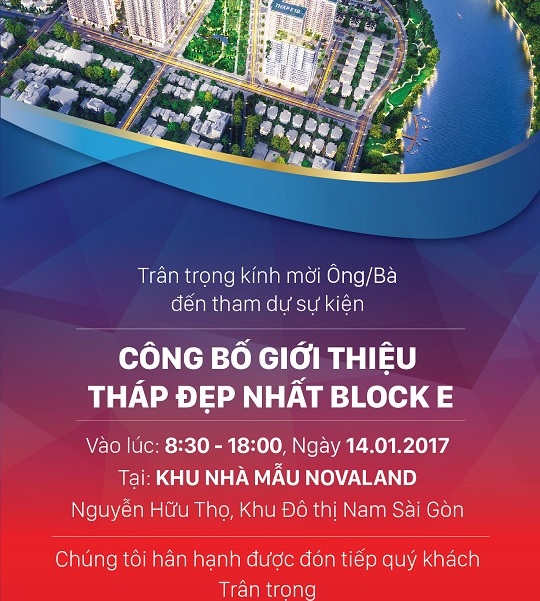 THÁP E1B
Trân trọng kính mời Ông/Bà
đến tham dự sự kiện
CÔNG BỐ GIỚI THIỆU
THÁP ĐẸP NHẤT BLOCK E
Vào lúc: 8:30 - 18:00, Ngày 14.01.2017
Tại: KHU NHÀ MẪU NOVALAND
Nguyễn Hữu Thọ, Khu Đô thị Nam Sài Gòn
Chúng tôi hân hạnh được đón tiếp quý khách
Trân trọng